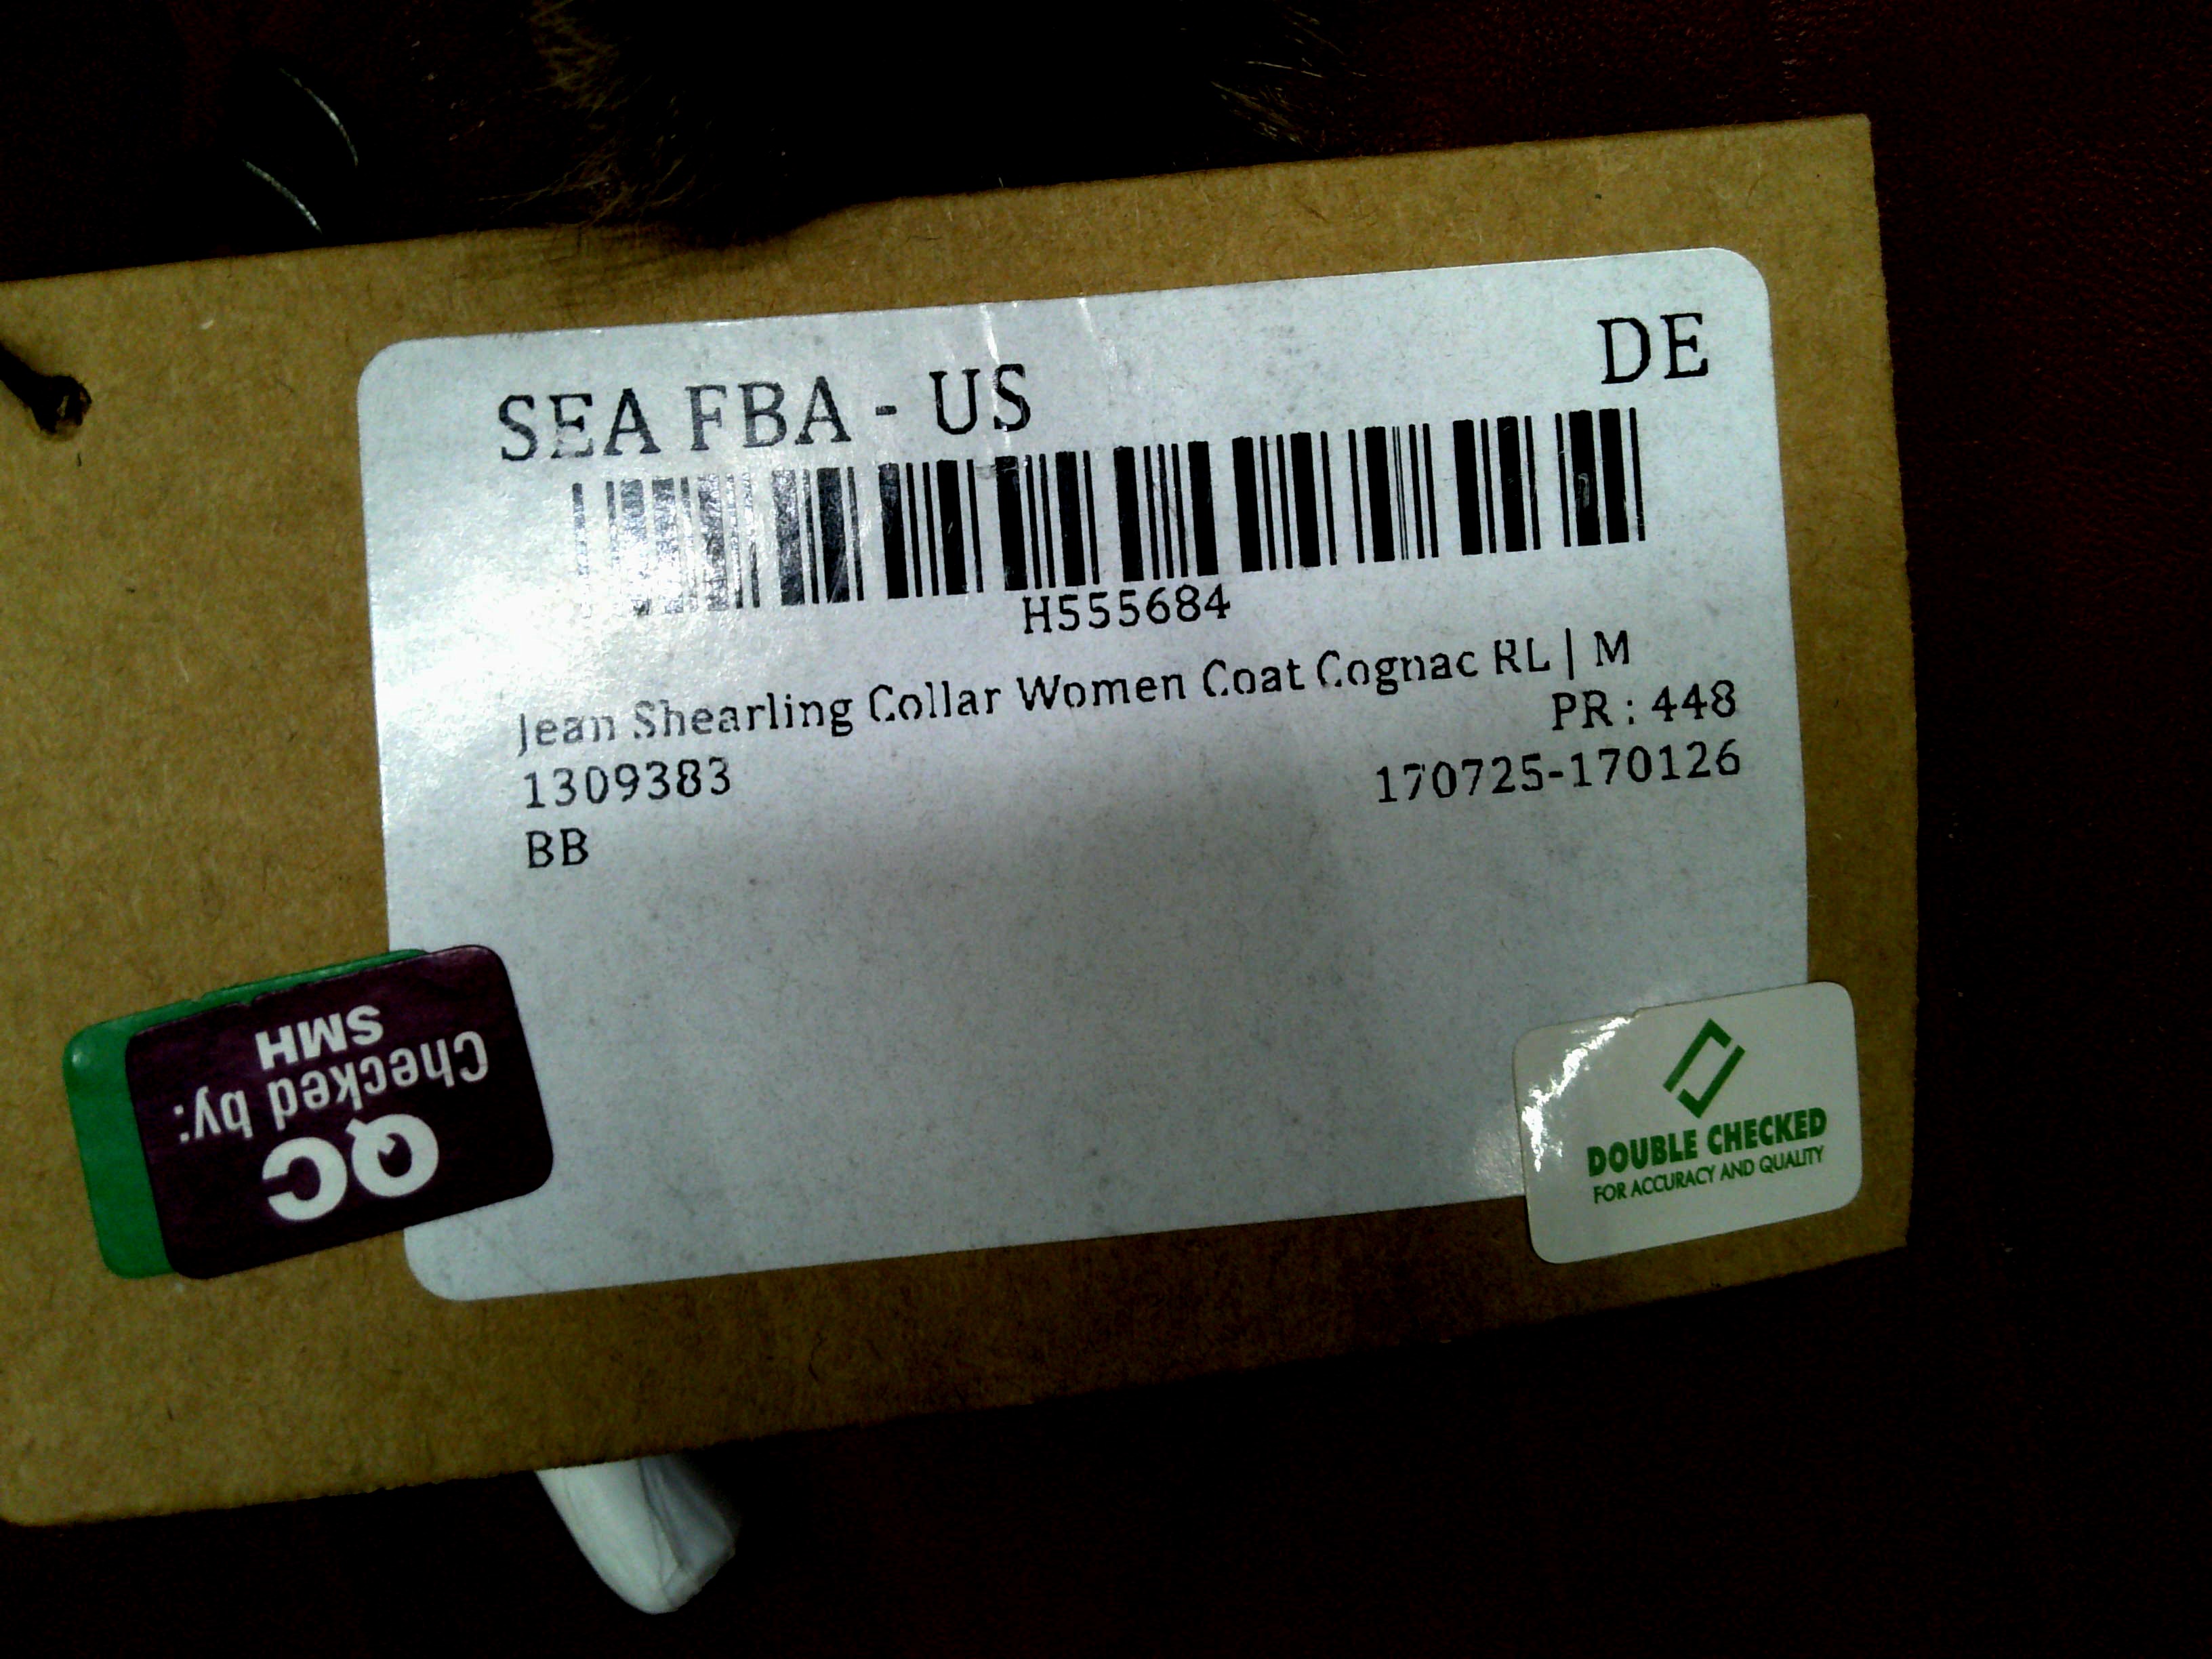 SEA FBA - US
DE
H555684
Jean Shearling Collar Women Coat Cognac RL | M
PR : 448
1309383
170725-170126
BB
QC
Checked by:
SMH
DOUBLE CHECKED
FOR ACCURACY AND QUALITY